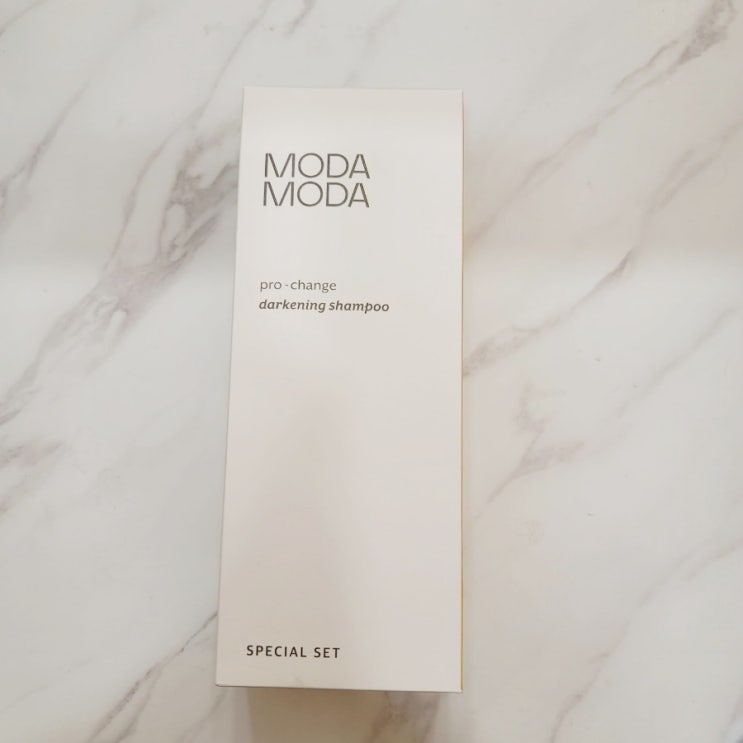 MODA
MODA
pro-change
darkening shampoo
SPECIAL SET